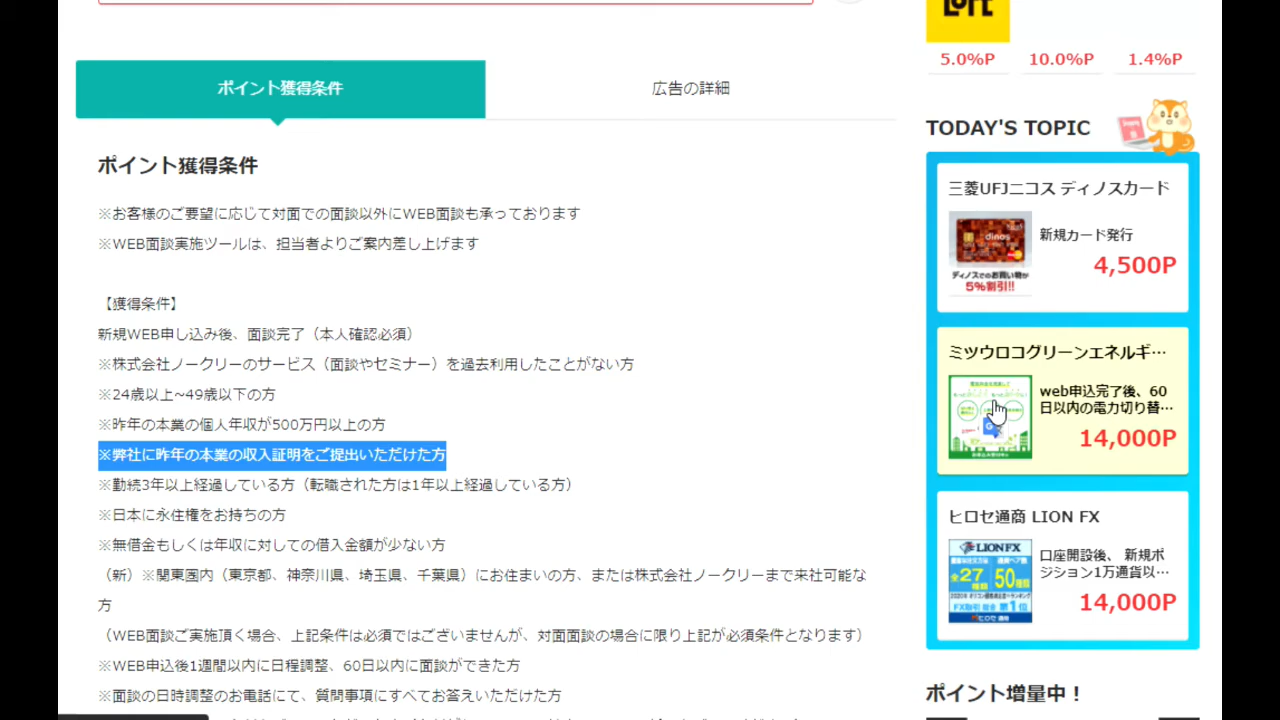 Loft
5.0%P
10.0%P
1.4%P
ポイント獲得条件
広告の詳細
ポイント獲得条件
※お客様のご要望に応じて対面での面談以外にWEB面談も承っております
※WEB面談実施ツールは、担当者よりご案内差し上げます
【獲得条件】
新規WEB申し込み後、面談完了（本人確認必須）
※株式会社ノークリーのサービス（面談やセミナー）を過去利用したことがない方
※24歳以上~49歳以下の方
※昨年の本業の個人年収が500万円以上の方
※弊社に昨年の本業の収入証明をご提出いただけた方
※勤続3年以上経過している方（転職された方は1年以上経過している方）
※日本に永住権をお持ちの方
※無借金もしくは年収に対しての借入金額が少ない方
（新）※関東圏内（東京都、神奈川県、埼玉県、千葉県）にお住まいの方、または株式会社ノークリーまで来社可能な
方
（WEB面談ご実施頂く場合、上記条件は必須ではございませんが、対面面談の場合に限り上記が必須条件となります）
※WEB申込後1週間以内に日程調整、60日以内に面談ができた方
※面談の日時調整のお電話にて、質問事項にすべてお答えいただけた方
TODAY'S TOPIC
三菱UFJニコス ディノスカード
dinos
ディノスでのお買い物が
5%割引!!
新規カード発行
4,500P
ミツウロコグリーンエネルギ…
web申込完了後、60
日以内の電力切り替…
14,000P
ヒロセ通商 LION FX
LION FX
全27種類
50種類
FX取引 総合 第1位
ヒロセ通商
口座開設後、 新規ポ
ジション1万通貨以…
14,000P
ポイント増量中！